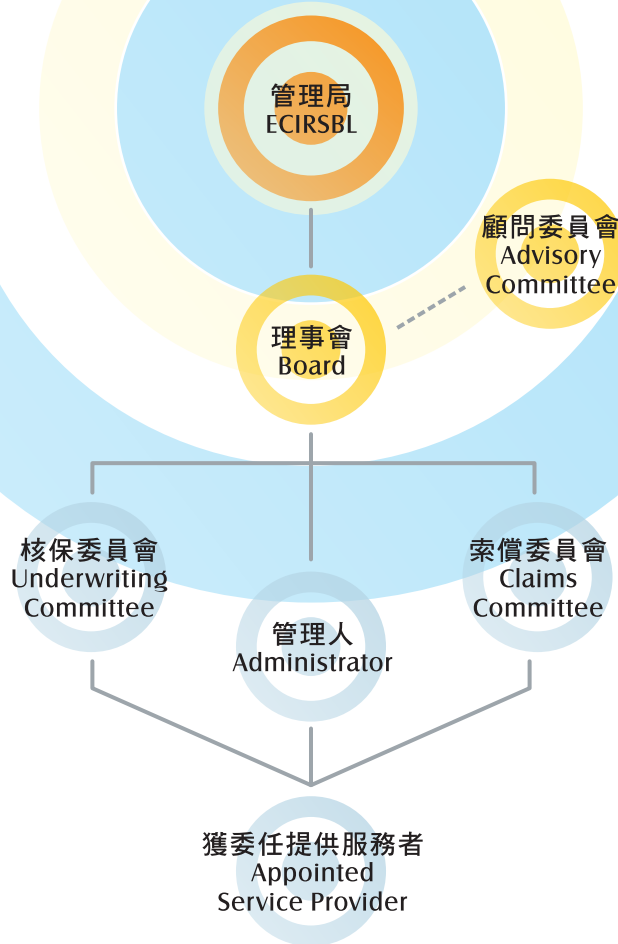 管理局
ECIRSBL
顧問委員會
Advisory
Committee
理事會
Board
核保委員會
Underwriting
Committee
索償委員會
Claims
Committee
管理人
Administrator
獲委任提供服務者
Appointed
Service Provider